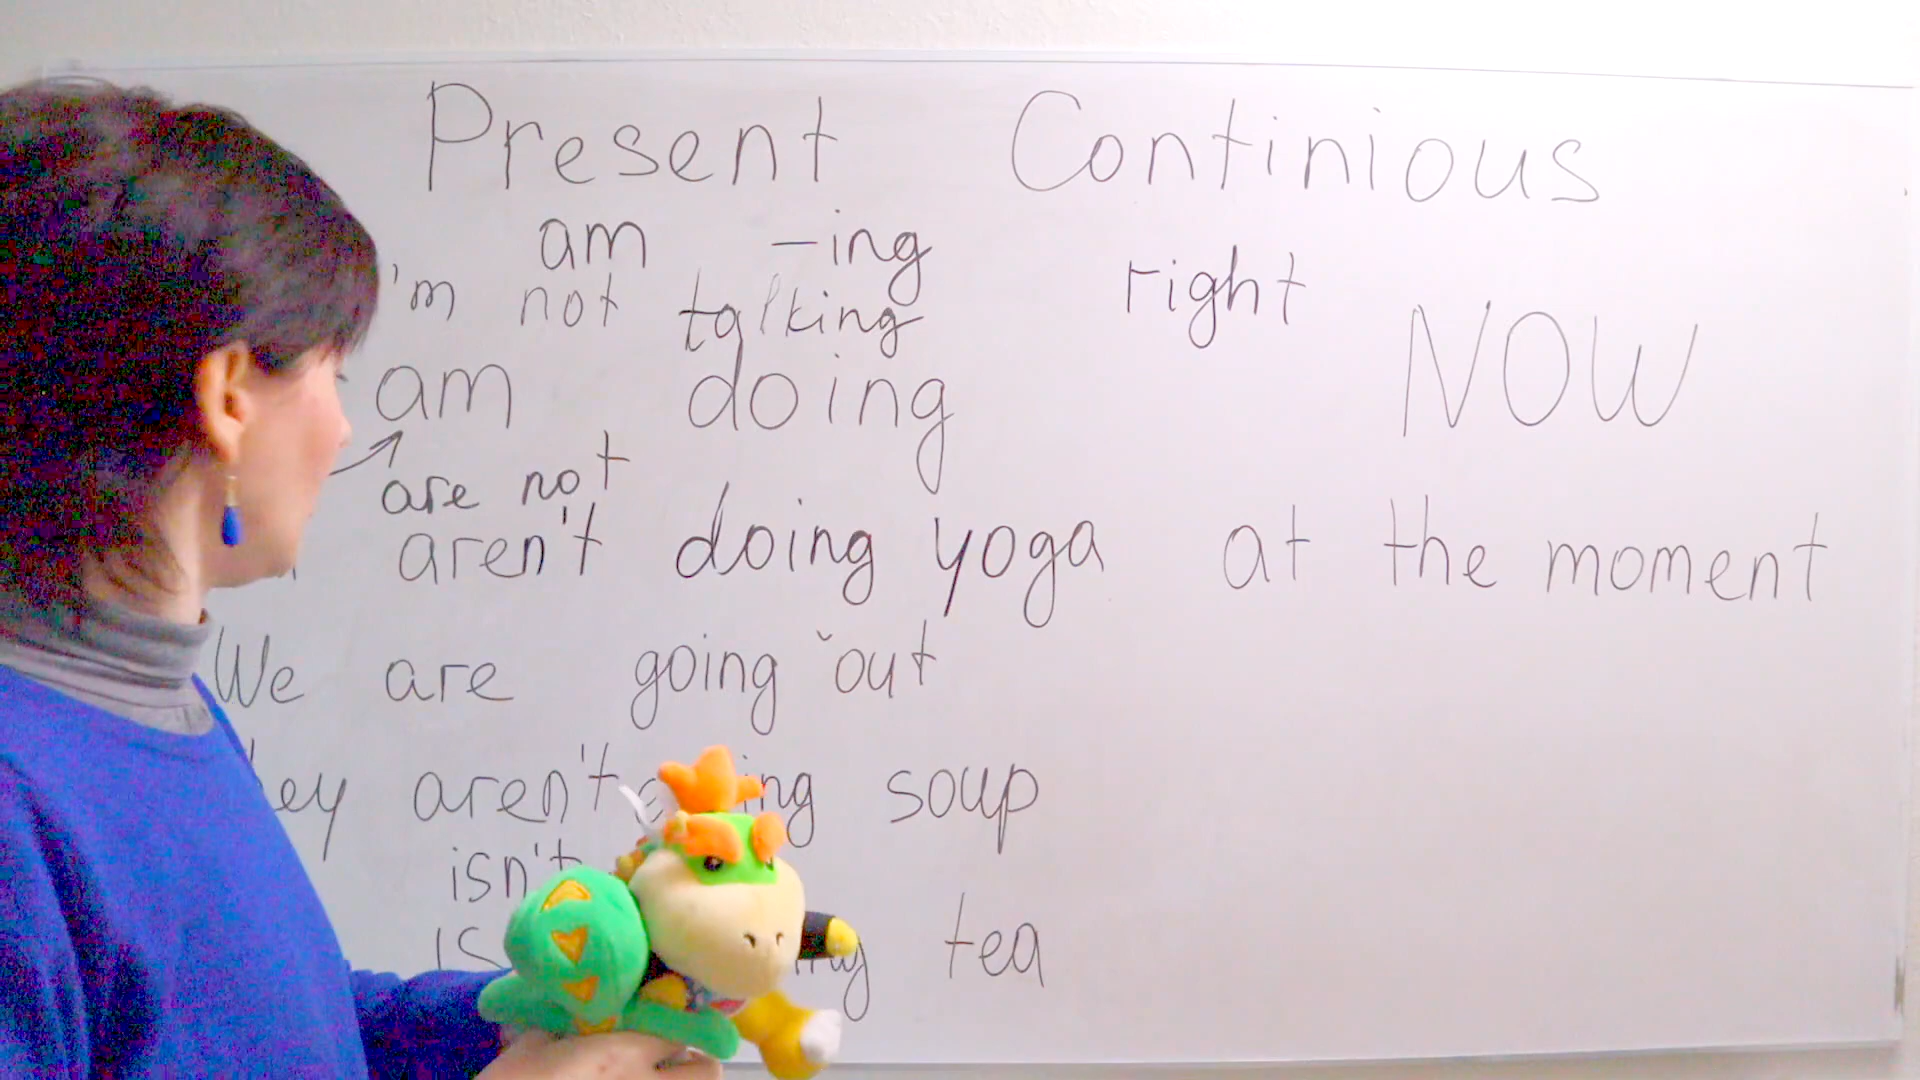 Present Continious
am -ing
'm not talking right
am doing NOW
are not
aren't doing yoga at the moment
We are going out
ey aren't ing soup
isn't
is tea